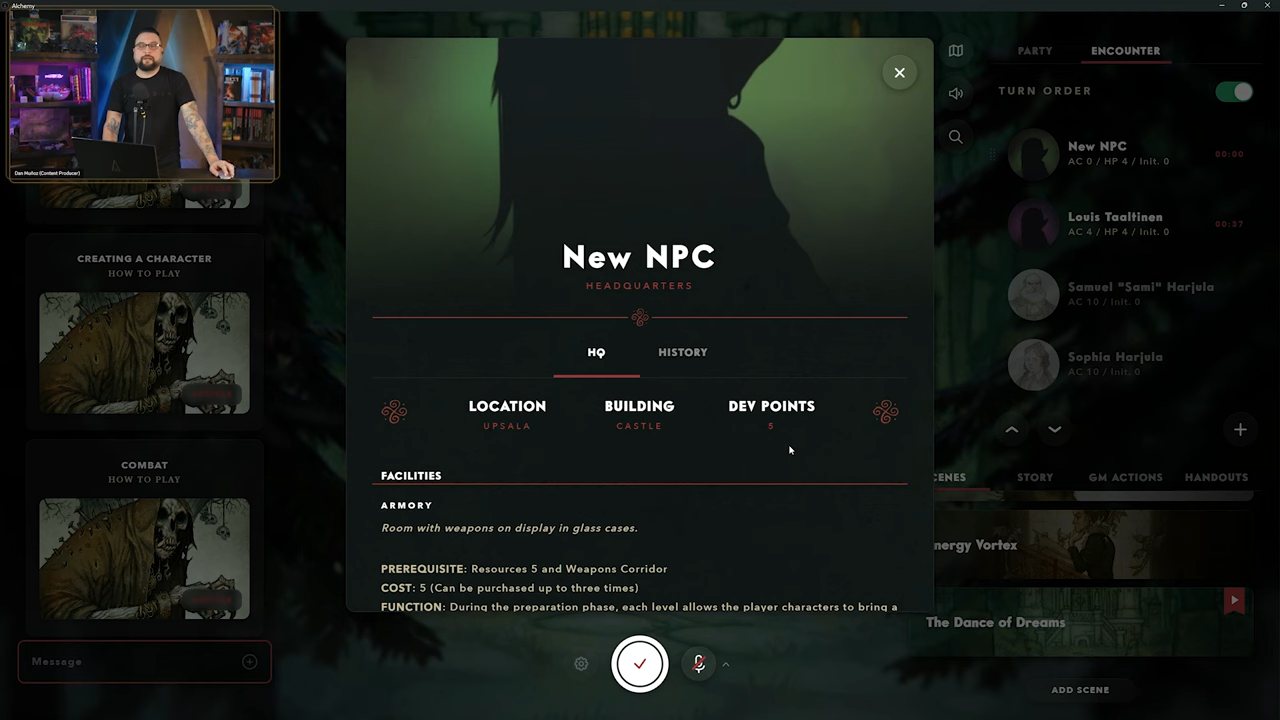 Alchemy
Dan Muñoz (Content Producer)
CREATING A CHARACTER
HOW TO PLAY
COMBAT
HOW TO PLAY
Message
New NPC
HEADQUARTERS
HQ
HISTORY
LOCATION
UPSALA
BUILDING
CASTLE
DEV POINTS
5
FACILITIES
ARMORY
Room with weapons on display in glass cases.
PREREQUISITE: Resources 5 and Weapons Corridor
COST: 5 (Can be purchased up to three times)
FUNCTION: During the preparation phase, each level allows the player characters to bring a
PARTY
ENCOUNTER
TURN ORDER
New NPC
AC 0 / HP 4 / Init. 0
00:00
Louis Taaltinen
AC 4 / HP 4 / Init. 0
00:37
Samuel "Sami" Harjula
AC 10 / Init. 0
Sophia Harjula
AC 10 / Init. 0
CENES
STORY
GM ACTIONS
HANDOUTS
nergy Vortex
The Dance of Dreams
ADD SCENE